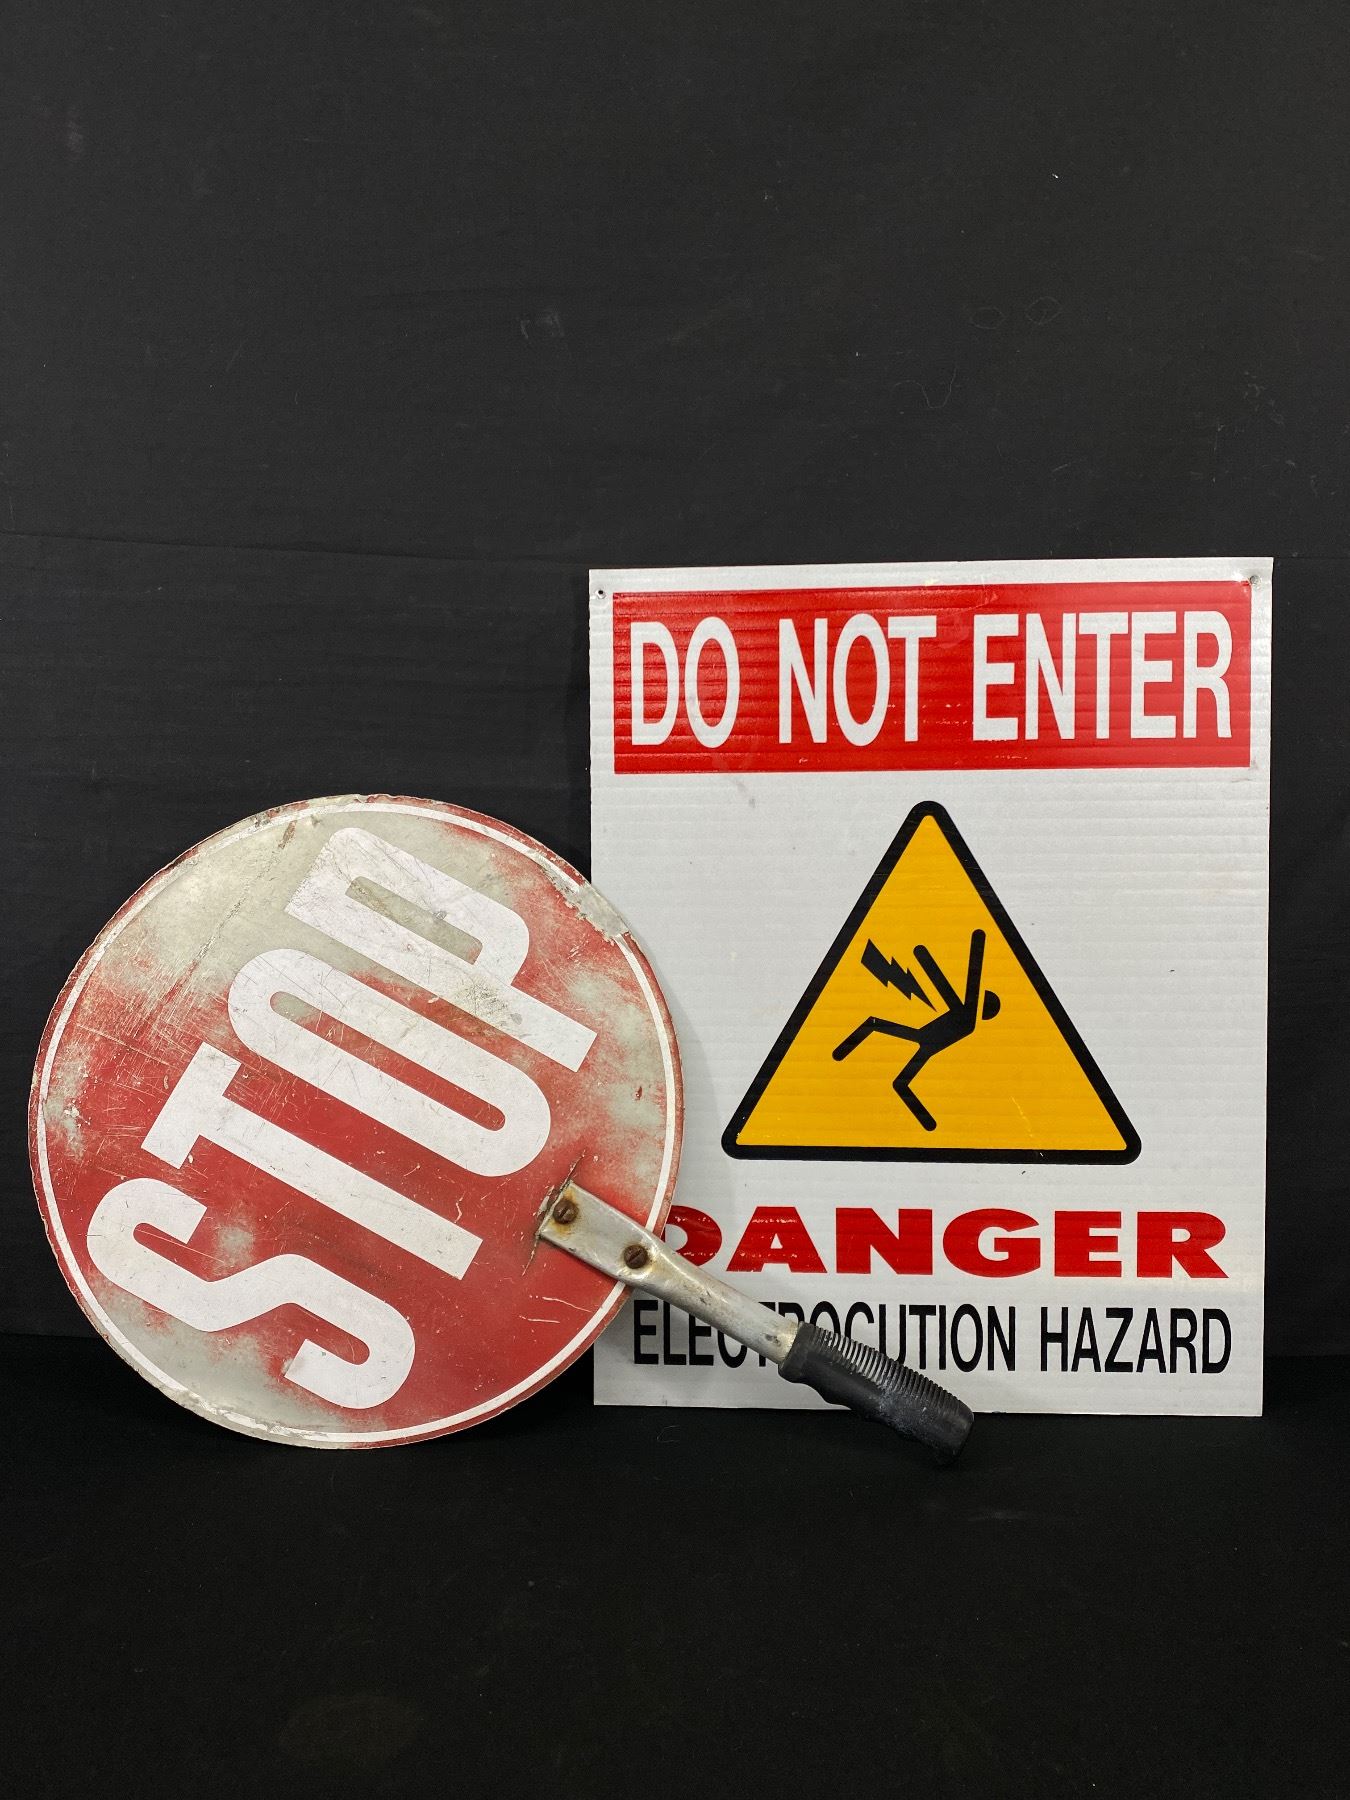 STOP
DO NOT ENTER
DANGER
ELECTROCUTION HAZARD